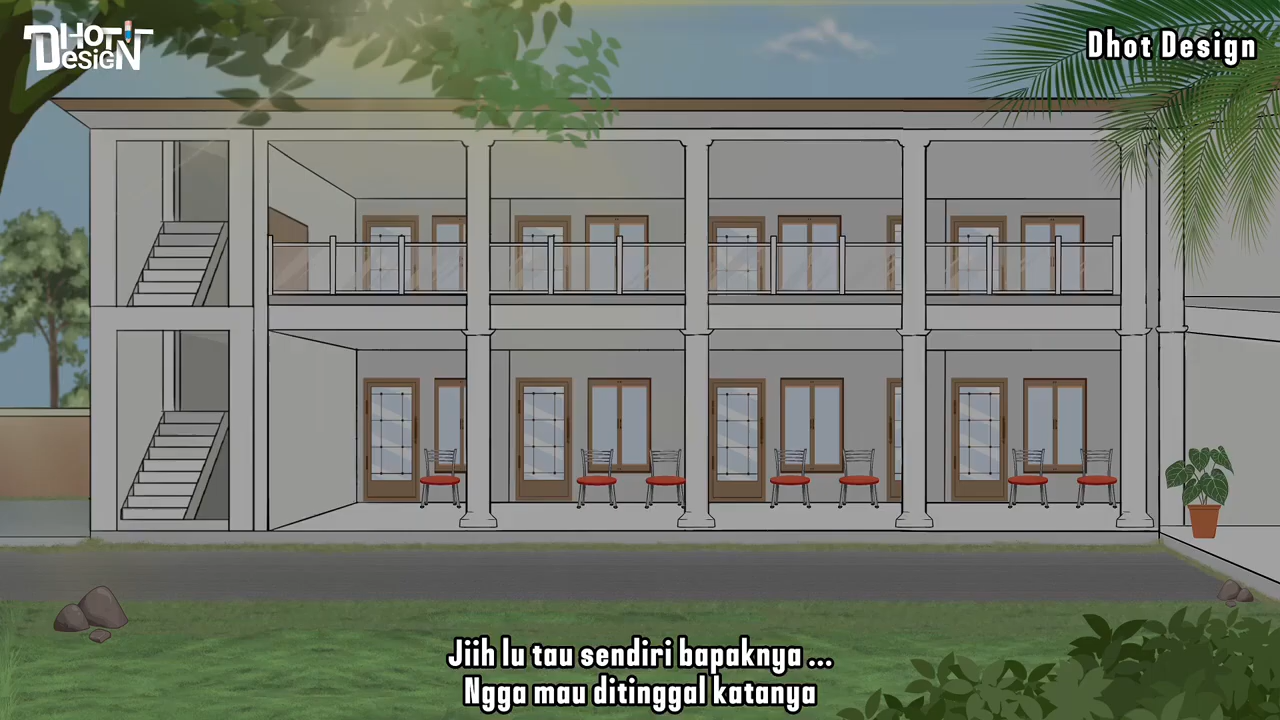 DHOT
DESIGN
Dhot Design
Jiih lu tau sendiri bapaknya ...
Ngga mau ditinggal katanya